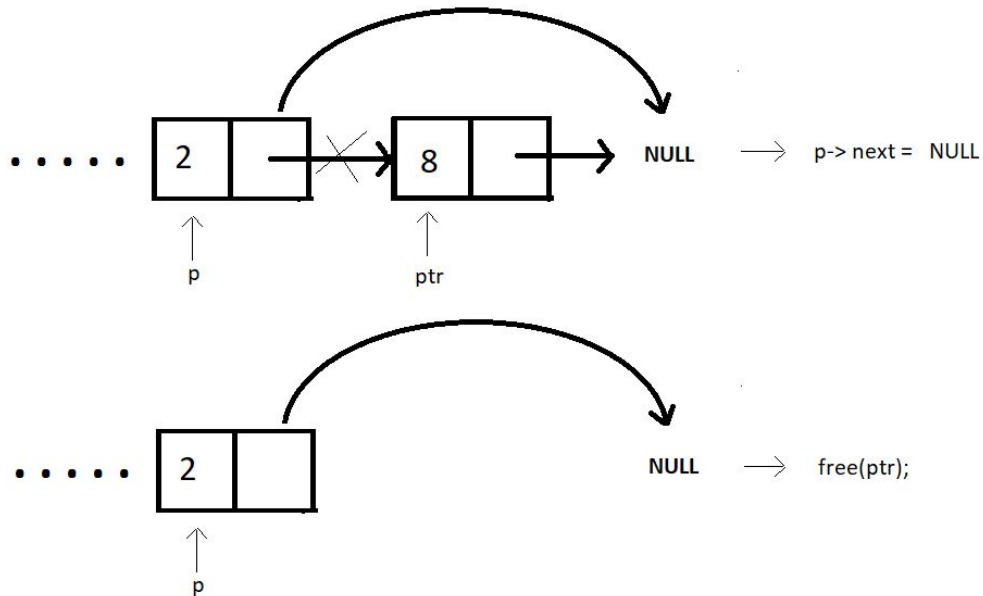 2
8
NULL
p-> next = NULL
p
ptr
2
NULL
free(ptr);
p